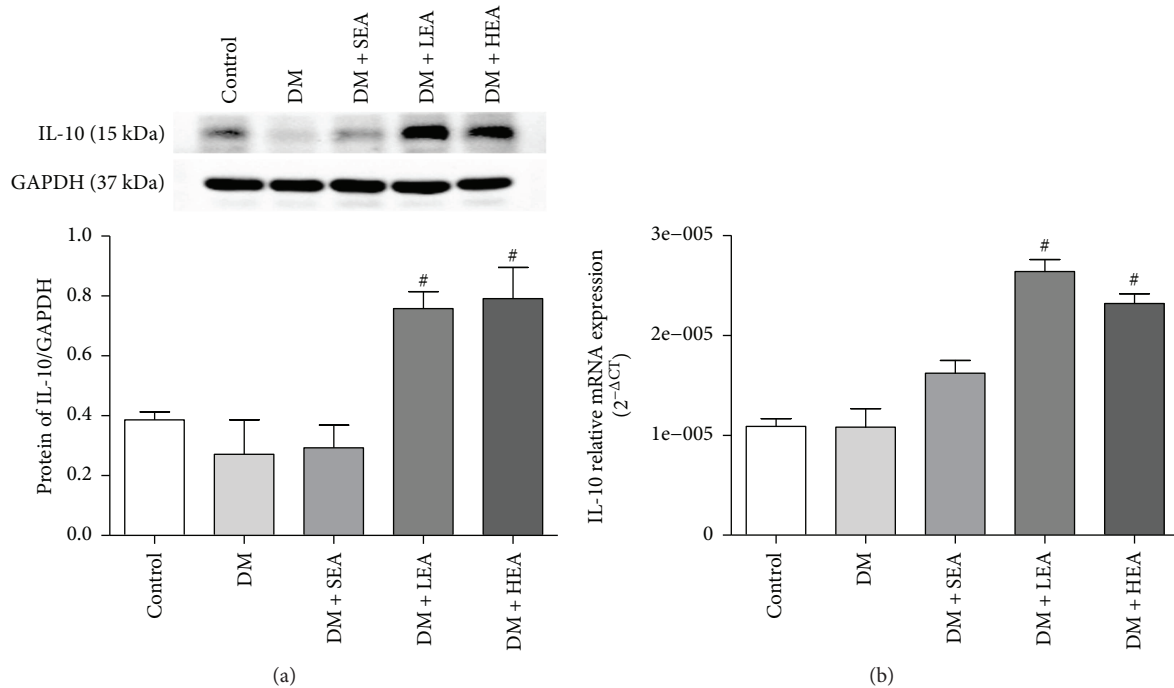 Control
DM
DM + SEA
DM + LEA
DM + HEA
IL-10 (15 kDa)
GAPDH (37 kDa)
Protein of IL-10/GAPDH
1.0
0.8
0.6
0.4
0.2
0.0
#
#
Control
DM
DM + SEA
DM + LEA
DM + HEA
(a)
IL-10 relative mRNA expression
(2^−ΔCT)
3e−005
2e−005
1e−005
0
#
#
Control
DM
DM + SEA
DM + LEA
DM + HEA
(b)